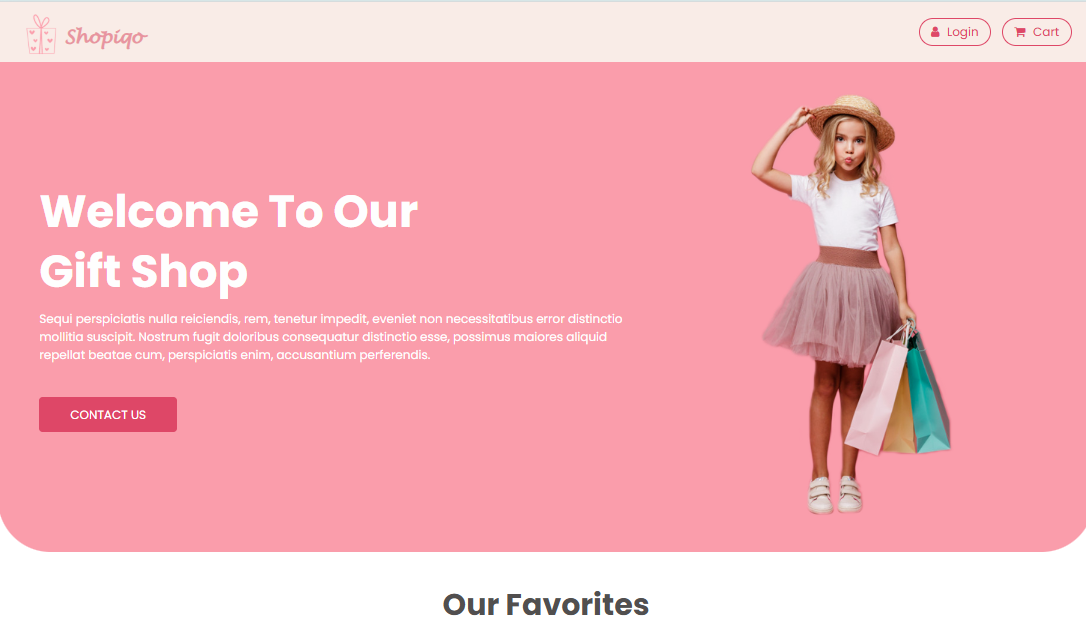 Shopiqo
Login
Cart
Welcome To Our
Gift Shop
Sequi perspiciatis nulla reiciendis, rem, tenetur impedit, eveniet non necessitatibus error distinctio
mollitia suscipit. Nostrum fugit doloribus consequatur distinctio esse, possimus maiores aliquid
repellat beatae cum, perspiciatis enim, accusantium perferendis.
CONTACT US
Our Favorites